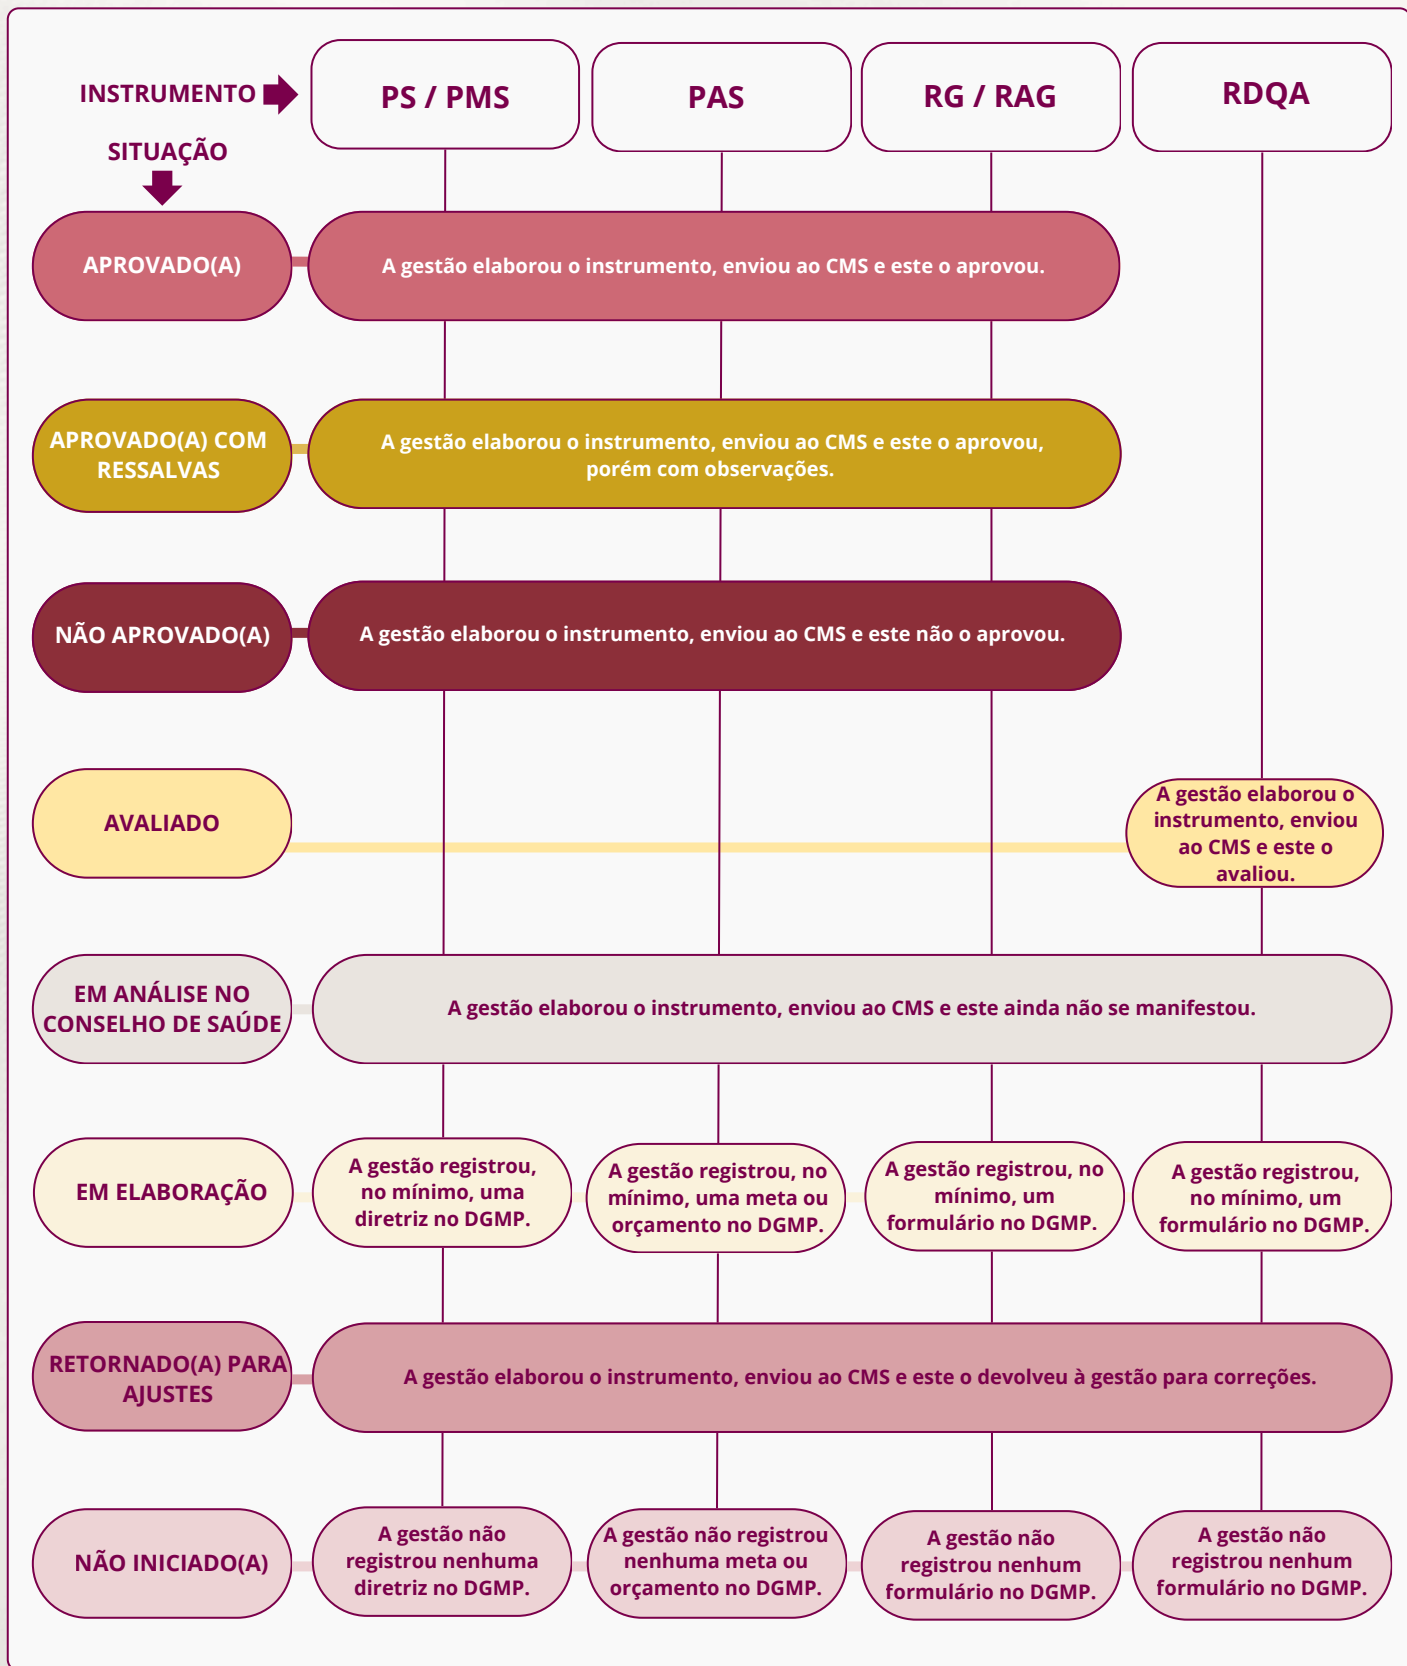 INSTRUMENTO
PS / PMS
PAS
RG / RAG
RDQA
SITUAÇÃO
APROVADO(A)
A gestão elaborou o instrumento, enviou ao CMS e este o aprovou.
APROVADO(A) COM
RESSALVAS
A gestão elaborou o instrumento, enviou ao CMS e este o aprovou,
porém com observações.
NÃO APROVADO(A)
A gestão elaborou o instrumento, enviou ao CMS e este não o aprovou.
AVALIADO
A gestão elaborou o
instrumento, enviou
ao CMS e este o
avaliou.
EM ANÁLISE NO
CONSELHO DE SAÚDE
A gestão elaborou o instrumento, enviou ao CMS e este ainda não se manifestou.
EM ELABORAÇÃO
A gestão registrou,
no mínimo, uma
diretriz no DGMP.
A gestão registrou, no
mínimo, uma meta ou
orçamento no DGMP.
A gestão registrou, no
mínimo, um
formulário no DGMP.
A gestão registrou,
no mínimo, um
formulário no DGMP.
RETORNADO(A) PARA
AJUSTES
A gestão elaborou o instrumento, enviou ao CMS e este o devolveu à gestão para correções.
NÃO INICIADO(A)
A gestão não
registrou nenhuma
diretriz no DGMP.
A gestão não registrou
nenhuma meta ou
orçamento no DGMP.
A gestão não
registrou nenhum
formulário no DGMP.
A gestão não
registrou nenhum
formulário no DGMP.